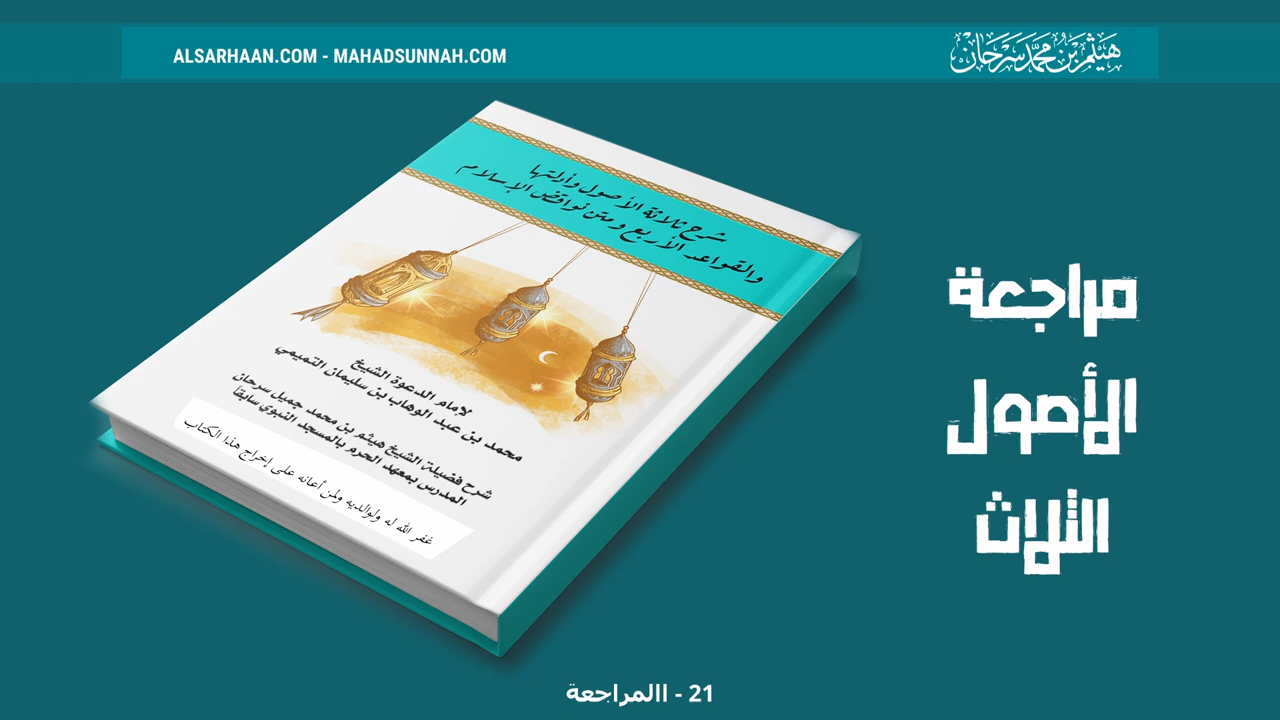 ALSARHAAN.COM - MAHADSUNNAH.COM
هيثم بن محمد سرحان
شرح ثلاثة الأصول وأدلتها
والقواعد الأربع ومتن نواقض الإسلام
لإمام الدعوة الشيخ
محمد بن عبد الوهاب بن سليمان التميمي
شرح فضيلة الشيخ هيثم بن محمد جميل سرحان
المدرس بمعهد الحرم بالمسجد النبوي سابقاً
غفر الله له ولوالديه ولمن أعانه على إخراج هذا الكتاب
مراجعة
الأصول
الثلاث
21 - االمراجعة